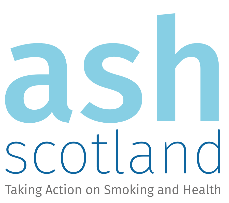 ash
scotland
Taking Action on Smoking and Health